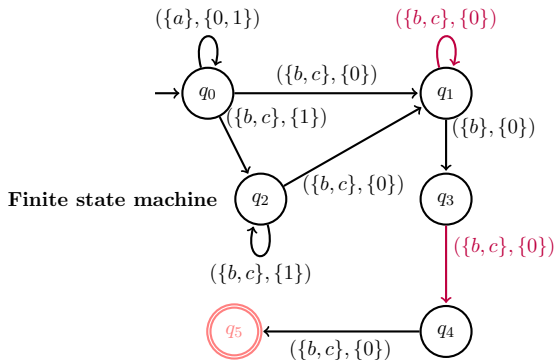 ({a}, {0, 1})
({b, c}, {0})
q0
({b, c}, {0})
q1
({b, c}, {1})
({b}, {0})
Finite state machine
q2
({b, c}, {0})
q3
({b, c}, {1})
({b, c}, {0})
q5
({b, c}, {0})
q4